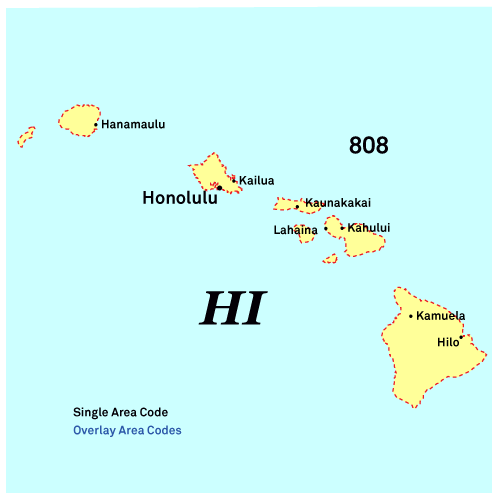 Hanamaulu
808
Kailua
Honolulu
Kaunakakai
Lahaina
Kahului
HI
Kamuela
Hilo
Single Area Code
Overlay Area Codes